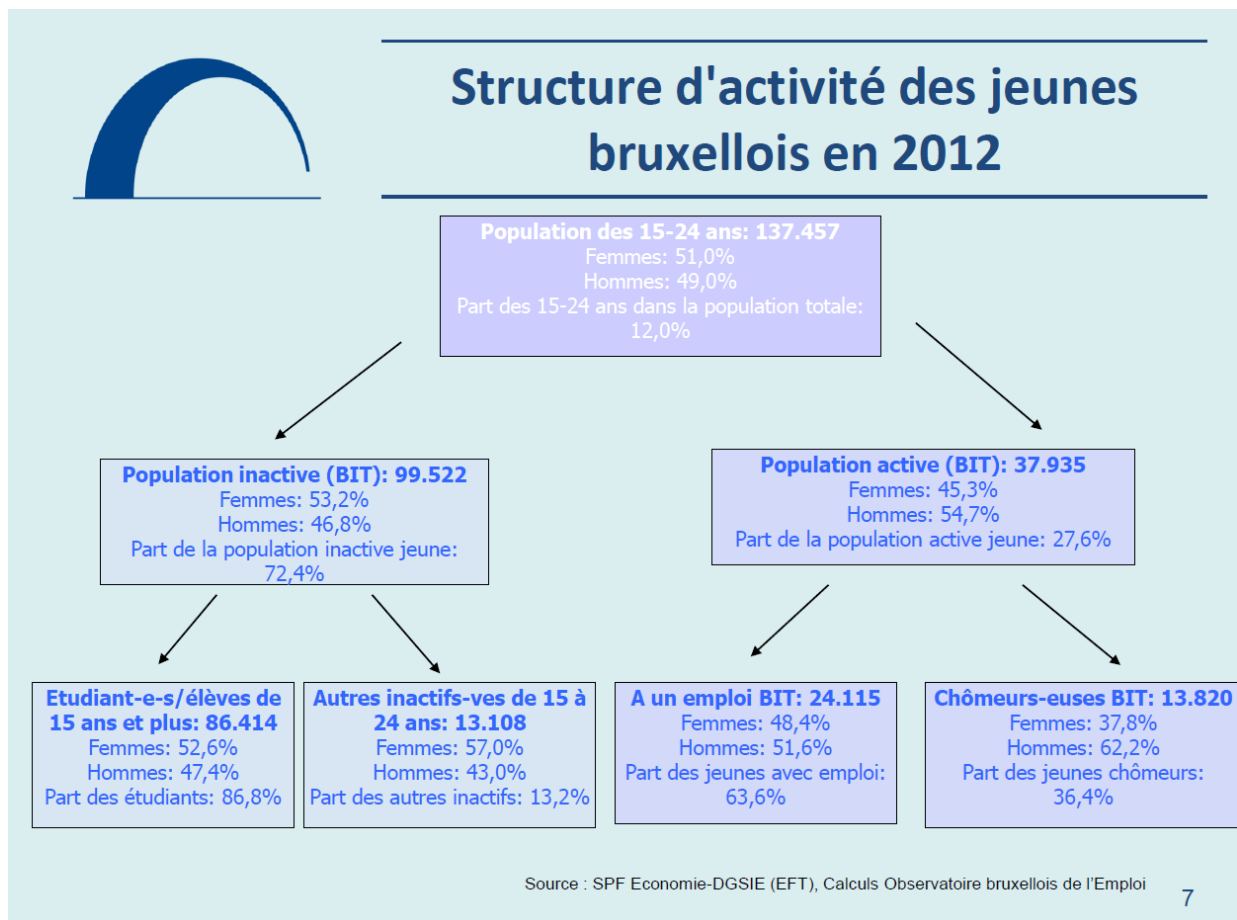 Structure d'activité des jeunes
bruxellois en 2012
Population des 15-24 ans: 137.457
Femmes: 51,0%
Hommes: 49,0%
Part des 15-24 ans dans la population totale:
12,0%
Population inactive (BIT): 99.522
Femmes: 53,2%
Hommes: 46,8%
Part de la population inactive jeune:
72,4%
Population active (BIT): 37.935
Femmes: 45,3%
Hommes: 54,7%
Part de la population active jeune: 27,6%
Etudiant-e-s/élèves de
15 ans et plus: 86.414
Femmes: 52,6%
Hommes: 47,4%
Part des étudiants: 86,8%
Autres inactifs-ves de 15 à
24 ans: 13.108
Femmes: 57,0%
Hommes: 43,0%
Part des autres inactifs: 13,2%
A un emploi BIT: 24.115
Femmes: 48,4%
Hommes: 51,6%
Part des jeunes avec emploi:
63,6%
Chômeurs-euses BIT: 13.820
Femmes: 37,8%
Hommes: 62,2%
Part des jeunes chômeurs:
36,4%
Source : SPF Economie-DGSIE (EFT), Calculs Observatoire bruxellois de l'Emploi
7